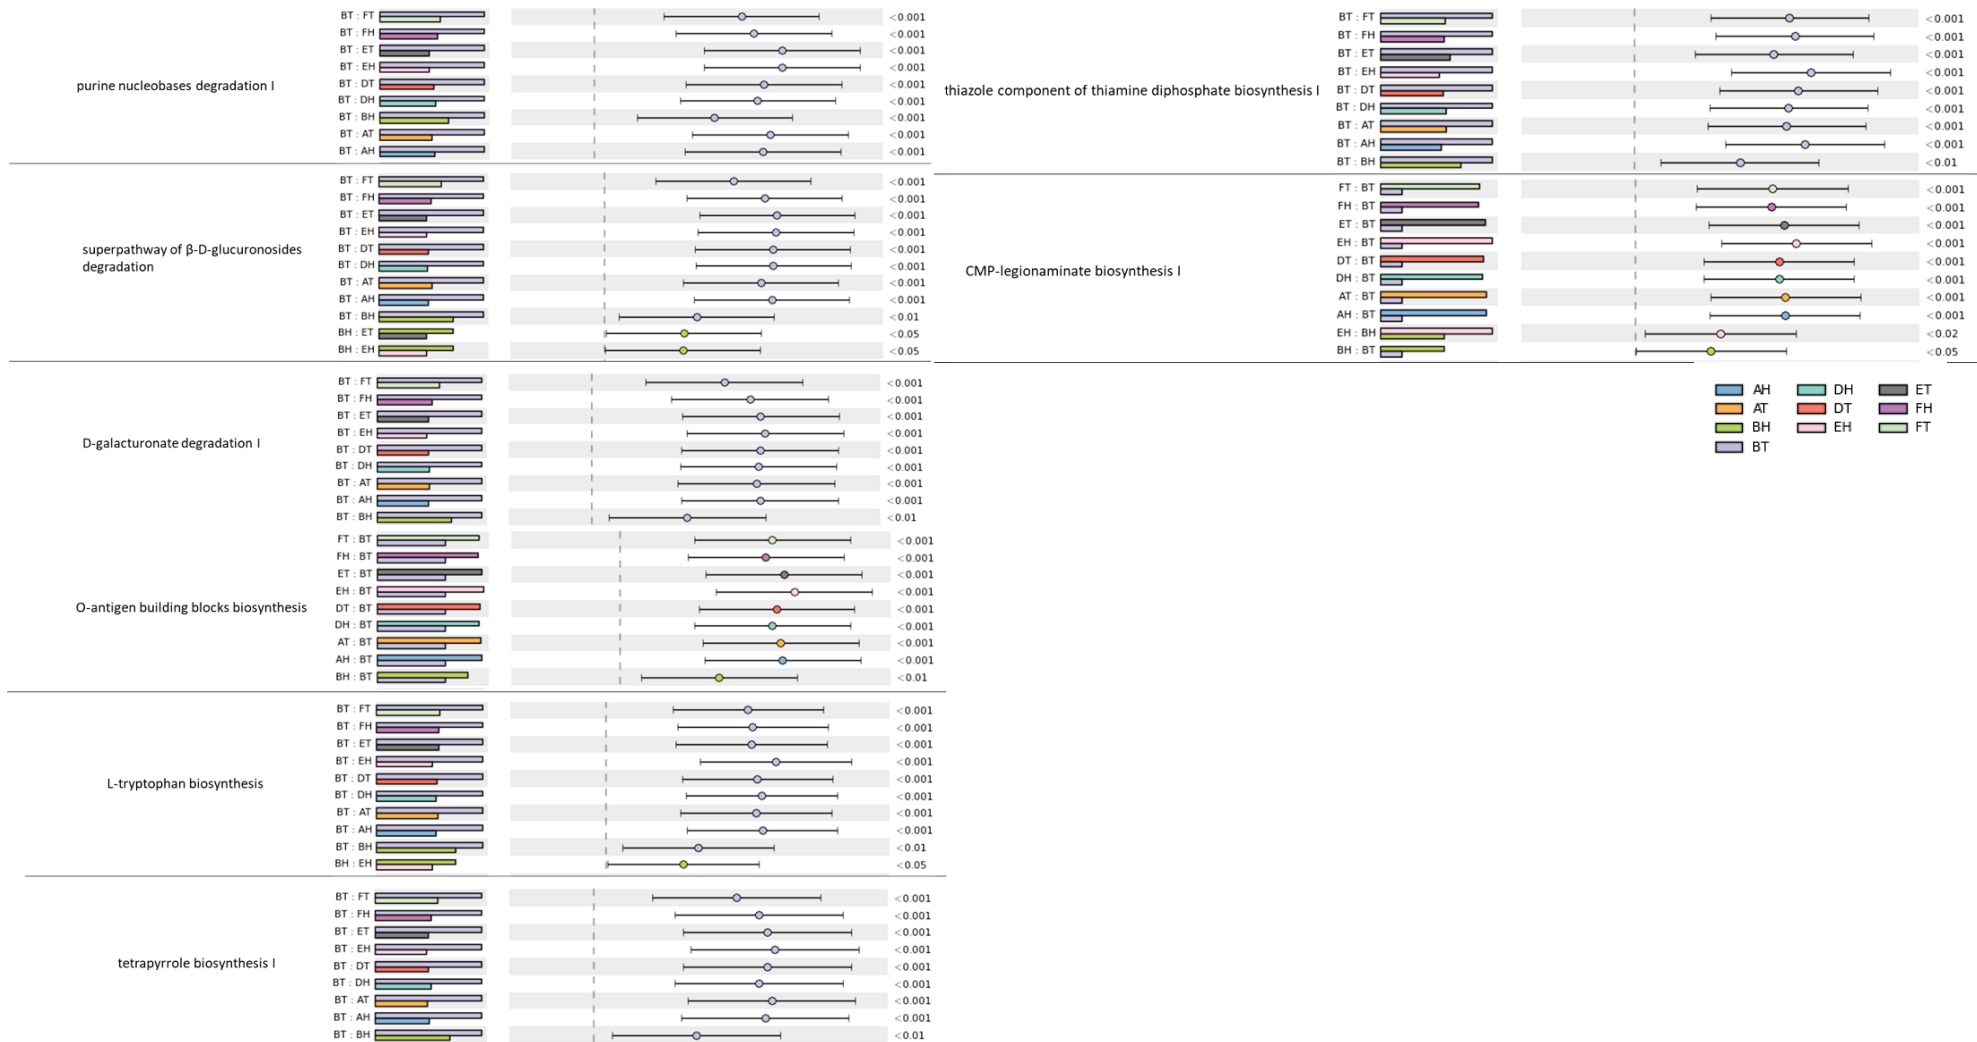 BT : FT <0.001
BT : FH <0.001
BT : ET <0.001
BT : EH <0.001
purine nucleobases degradation I
BT : DT <0.001
BT : DH <0.001
BT : BH <0.001
BT : AT <0.001
BT : AH <0.001
BT : FT <0.001
BT : FH <0.001
BT : ET <0.001
BT : EH <0.001
superpathway of β-D-glucuronosides
degradation
BT : DT <0.001
BT : DH <0.001
BT : AT <0.001
BT : AH <0.001
BT : BH <0.01
BH : ET <0.05
BH : EH <0.05
BT : FT <0.001
BT : FH <0.001
BT : ET <0.001
BT : EH <0.001
D-galacturonate degradation I
BT : DT <0.001
BT : DH <0.001
BT : AT <0.001
BT : AH <0.001
BT : BH <0.01
FT : BT <0.001
FH : BT <0.001
ET : BT <0.001
EH : BT <0.001
O-antigen building blocks biosynthesis
DT : BT <0.001
DH : BT <0.001
AT : BT <0.001
AH : BT <0.001
BH : BT <0.01
BT : FT <0.001
BT : FH <0.001
BT : ET <0.001
BT : EH <0.001
L-tryptophan biosynthesis
BT : DT <0.001
BT : DH <0.001
BT : AT <0.001
BT : AH <0.001
BT : BH <0.01
BH : EH <0.05
BT : FT <0.001
BT : FH <0.001
BT : ET <0.001
BT : EH <0.001
tetrapyrrole biosynthesis I
BT : DT <0.001
BT : DH <0.001
BT : AT <0.001
BT : AH <0.001
BT : BH <0.01
BT : FT <0.001
BT : FH <0.001
BT : ET <0.001
BT : EH <0.001
thiazole component of thiamine diphosphate biosynthesis I
BT : DT <0.001
BT : DH <0.001
BT : AT <0.001
BT : AH <0.001
BT : BH <0.01
FT : BT <0.001
FH : BT <0.001
ET : BT <0.001
EH : BT <0.001
CMP-legionaminate biosynthesis I
DT : BT <0.001
DH : BT <0.001
AT : BT <0.001
AH : BT <0.001
EH : BH <0.02
BH : BT <0.05
AH DH ET
AT DT FH
BH EH FT
BT